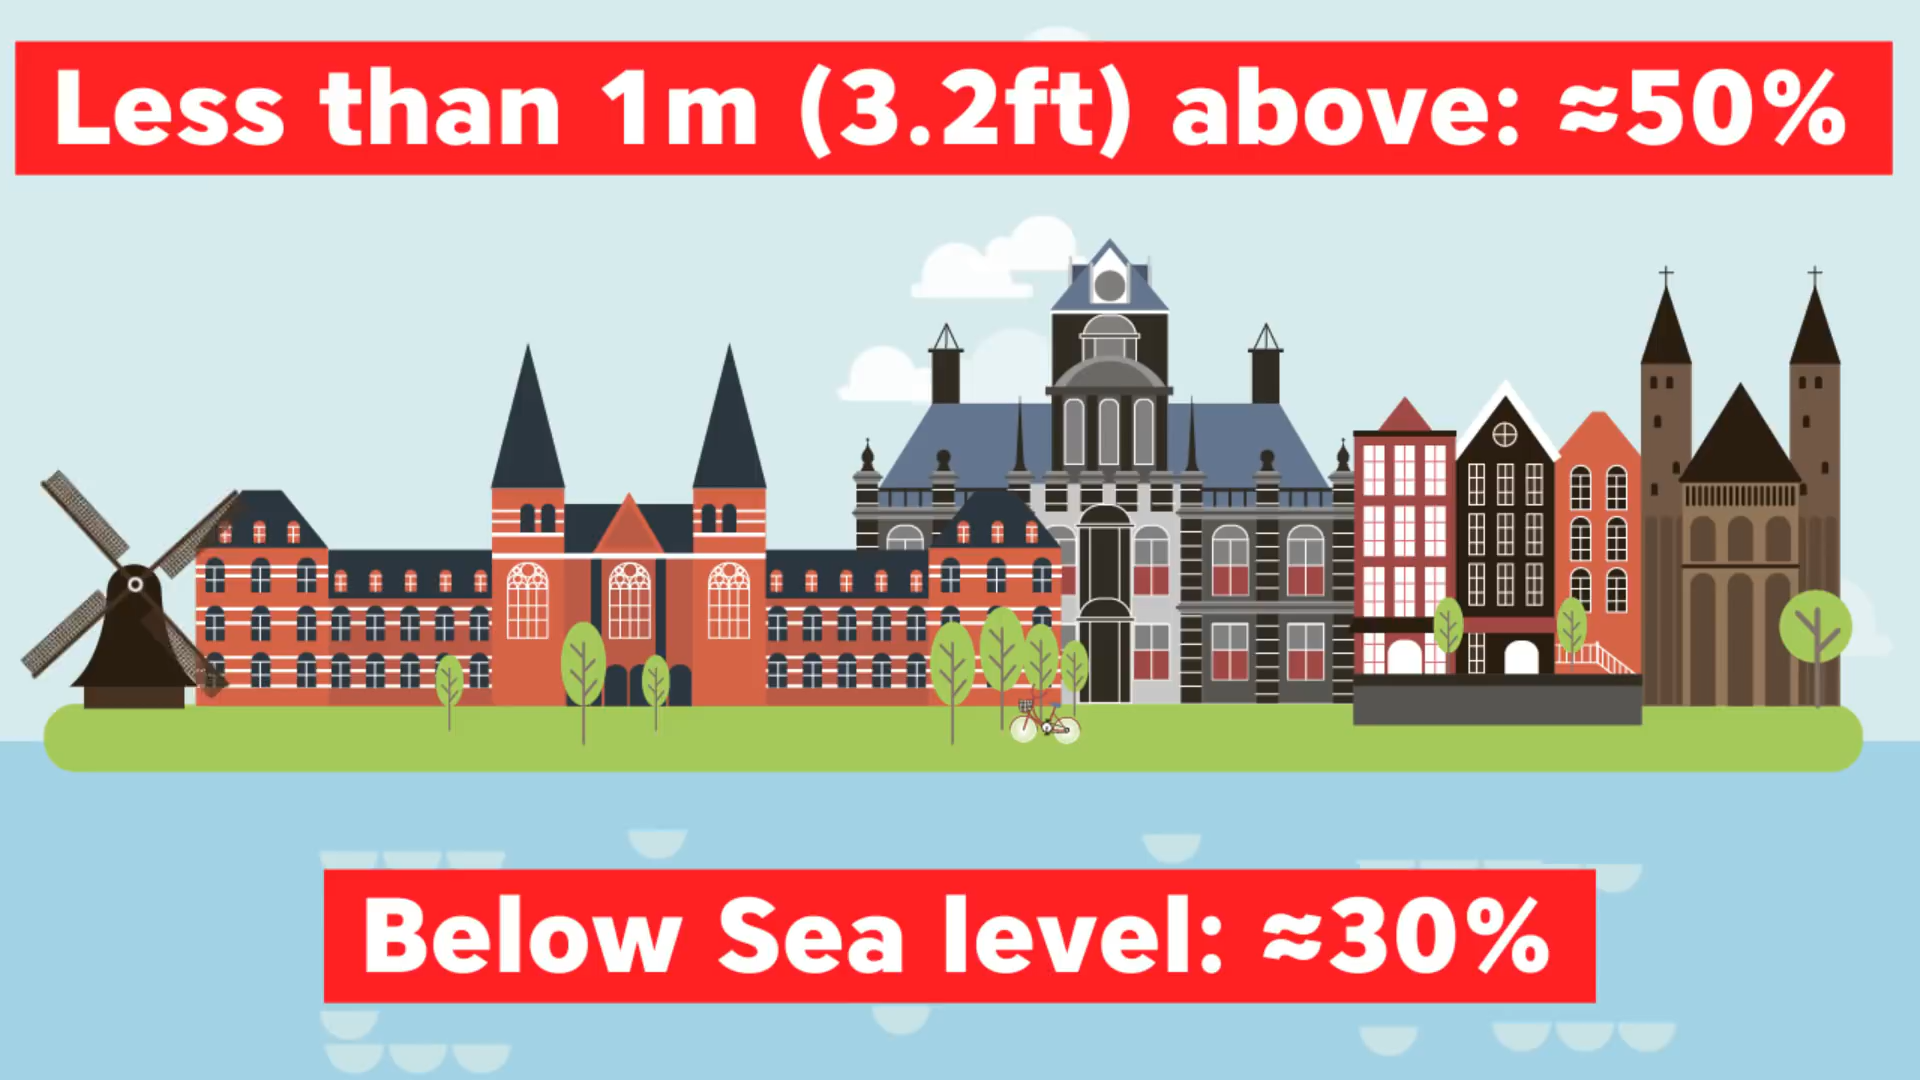 Less than 1m (3.2ft) above: ≈50%
Below Sea level: ≈30%